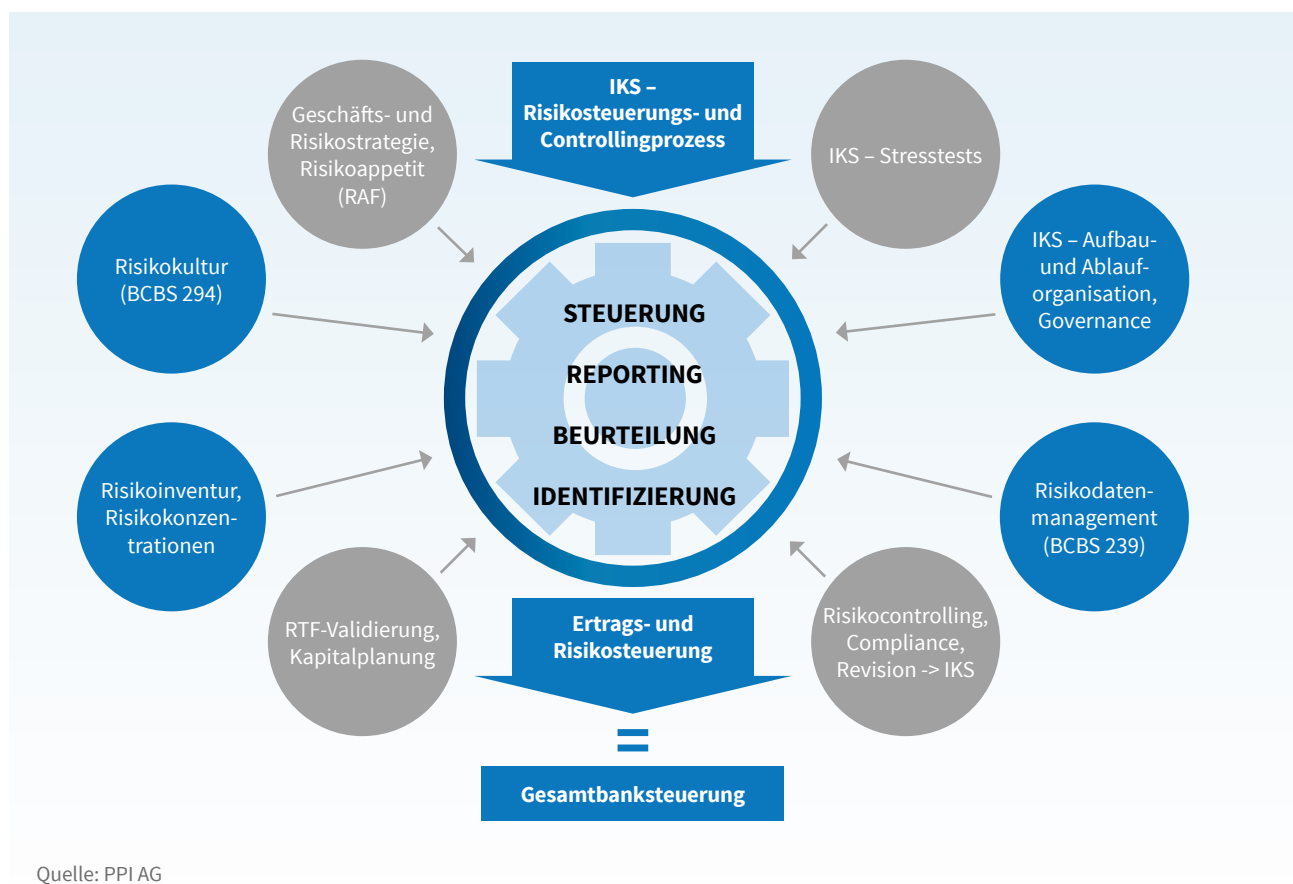 IKS –
Risikosteuerungs- und
Controllingprozess
Geschäfts- und
Risikostrategie,
Risikoappetit
(RAF)
IKS – Stresstests
Risikokultur
(BCBS 294)
IKS – Aufbau-
und Ablauf-
organisation,
Governance
STEUERUNG
REPORTING
BEURTEILUNG
IDENTIFIZIERUNG
Risikoinventur,
Risikokonzen-
trationen
Risikodaten-
management
(BCBS 239)
RTF-Validierung,
Kapitalplanung
Risikocontrolling,
Compliance,
Revision -> IKS
Ertrags- und
Risikosteuerung
=
Gesamtbanksteuerung
Quelle: PPI AG